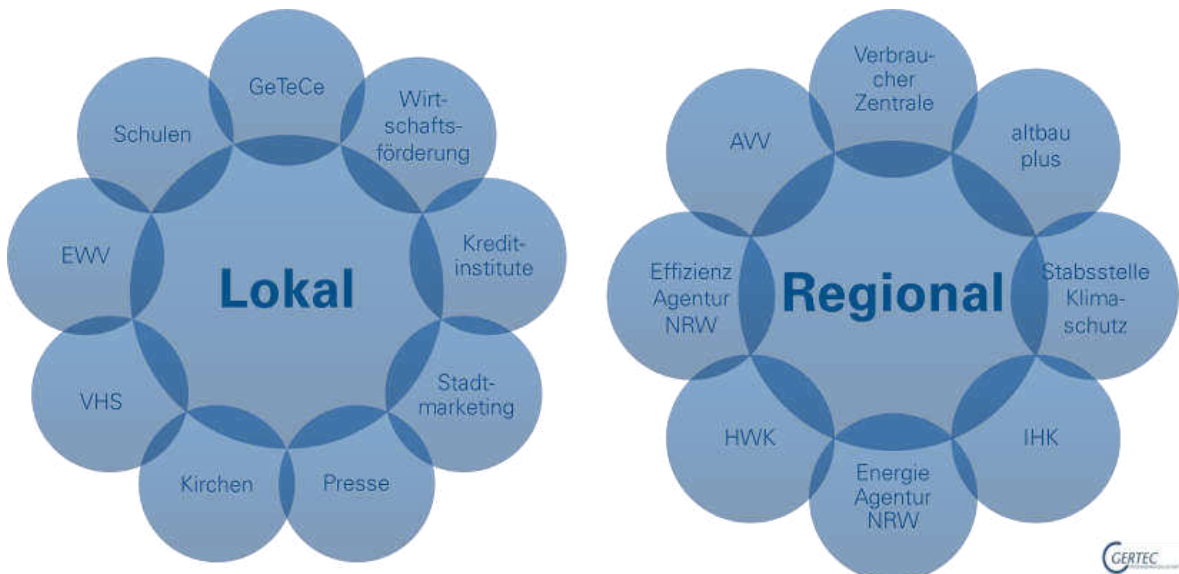 GeTeCe
Wirt-
schafts-
förderung
Kredit-
institute
Stadt-
marketing
Presse
Kirchen
VHS
EWV
Schulen
Lokal
Verbrau-
cher
Zentrale
altbau
plus
Stabsstelle
Klima-
schutz
IHK
Energie
Agentur
NRW
HWK
Effizienz
Agentur
NRW
AVV
Regional
GERTEC